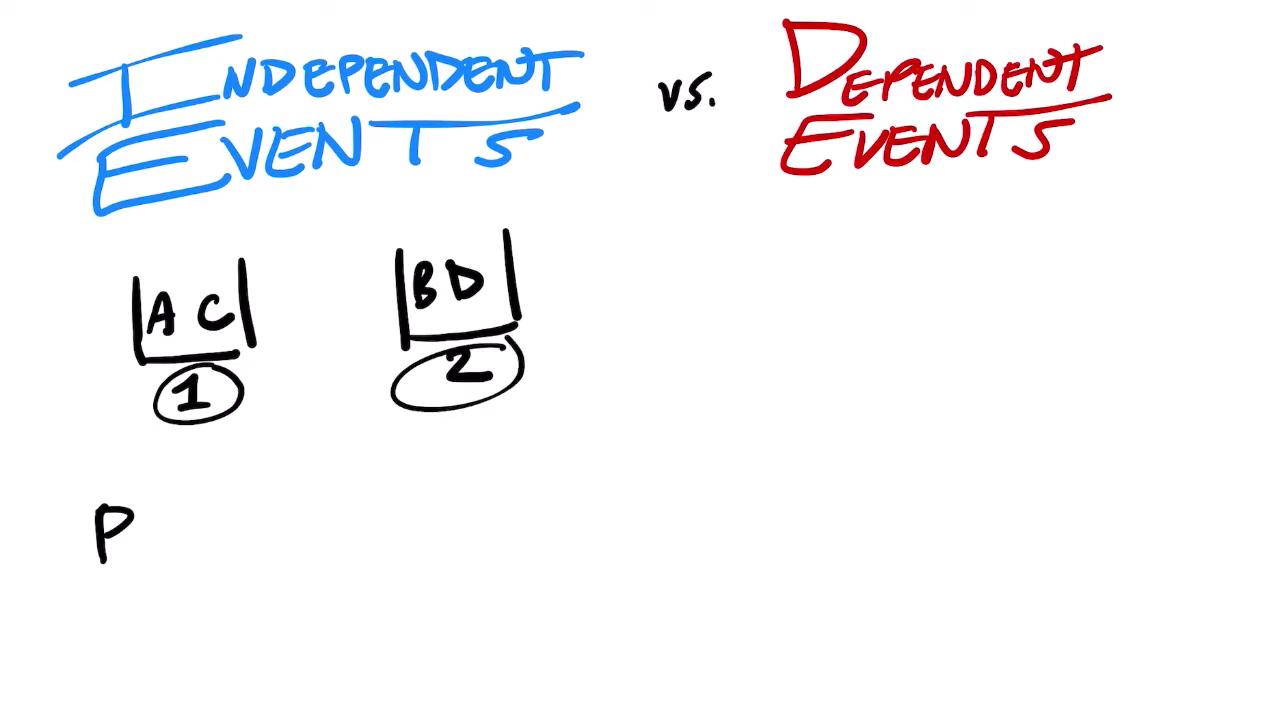 INDEPENDENT
EVENTS
vs.
DEPENDENT
EVENTS
A C
B D
1
2
P